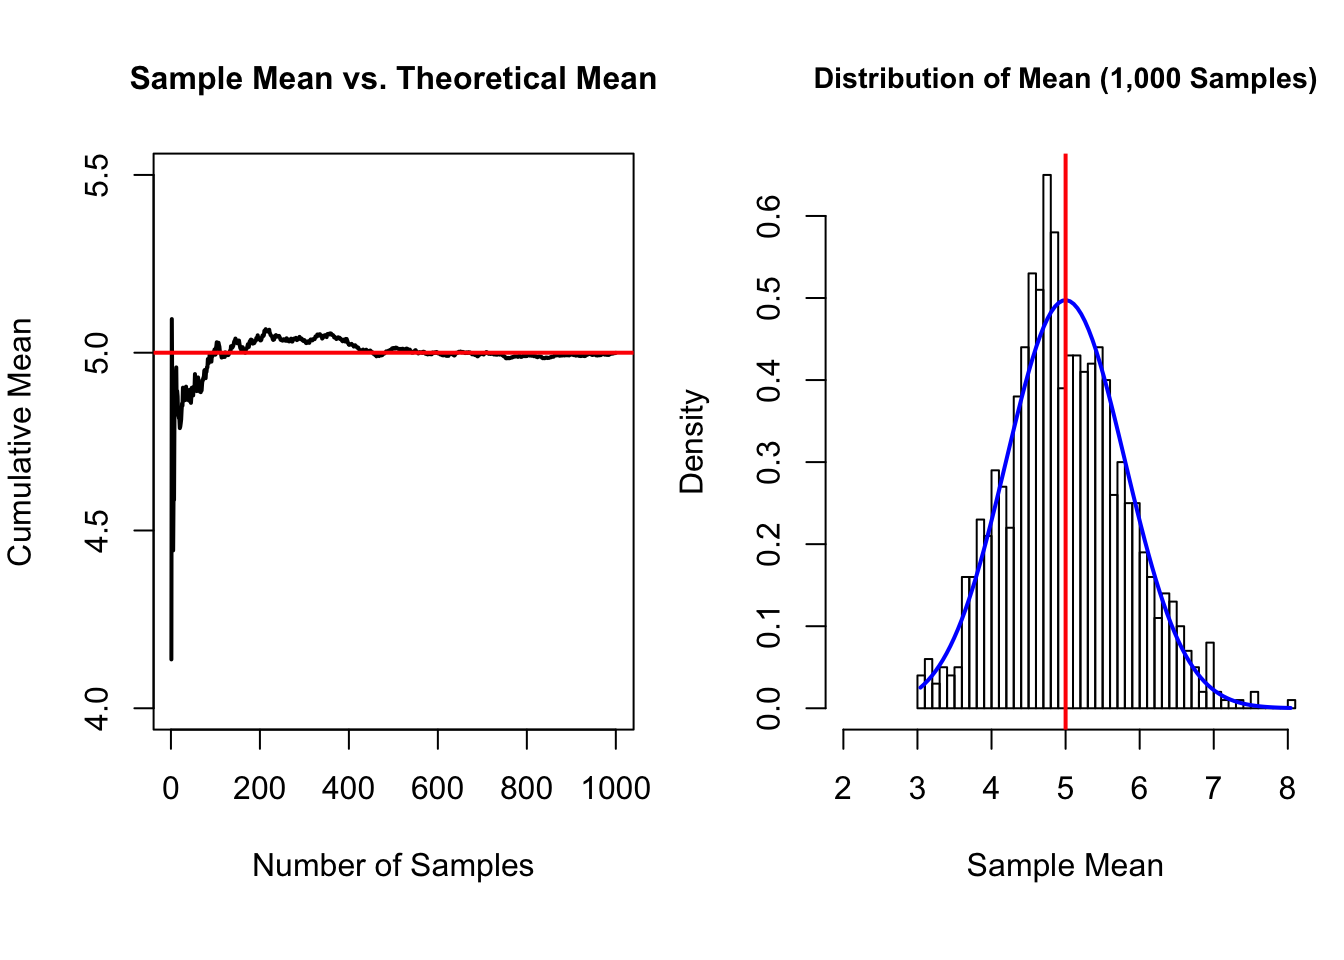 Sample Mean vs. Theoretical Mean
Cumulative Mean
5.5
5.0
4.5
4.0
0 200 400 600 800 1000
Number of Samples
Distribution of Mean (1,000 Samples)
Density
0.6
0.5
0.4
0.3
0.2
0.1
0.0
2 3 4 5 6 7 8
Sample Mean